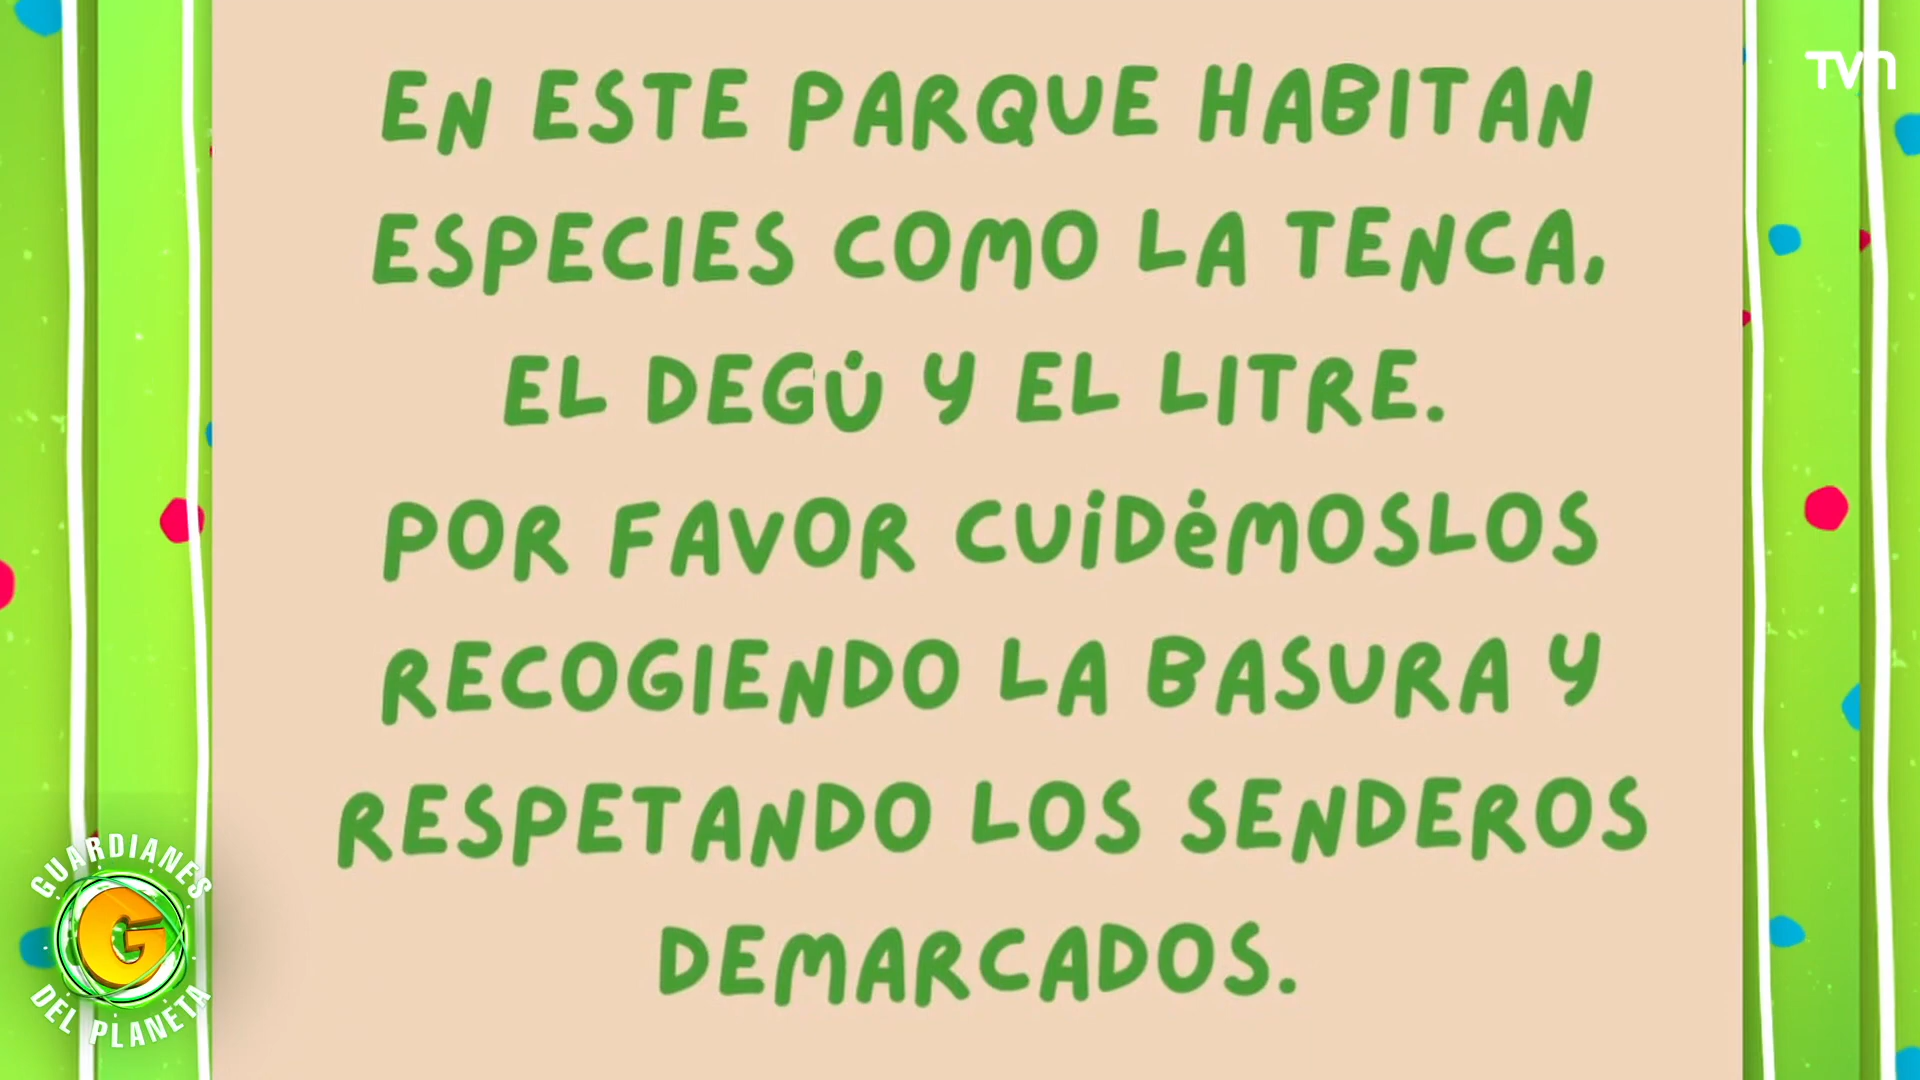 EN ESTE PARQUE HABITAN
ESPECIES COMO LA TENCA,
EL DEGÚ Y EL LITRE.
POR FAVOR CUÍDÉMOSLOS
RECOGIENDO LA BASURA Y
RESPETANDO LOS SENDEROS
DEMARCADOS.
TVN
GUARDIANES
G
DEL PLANETA